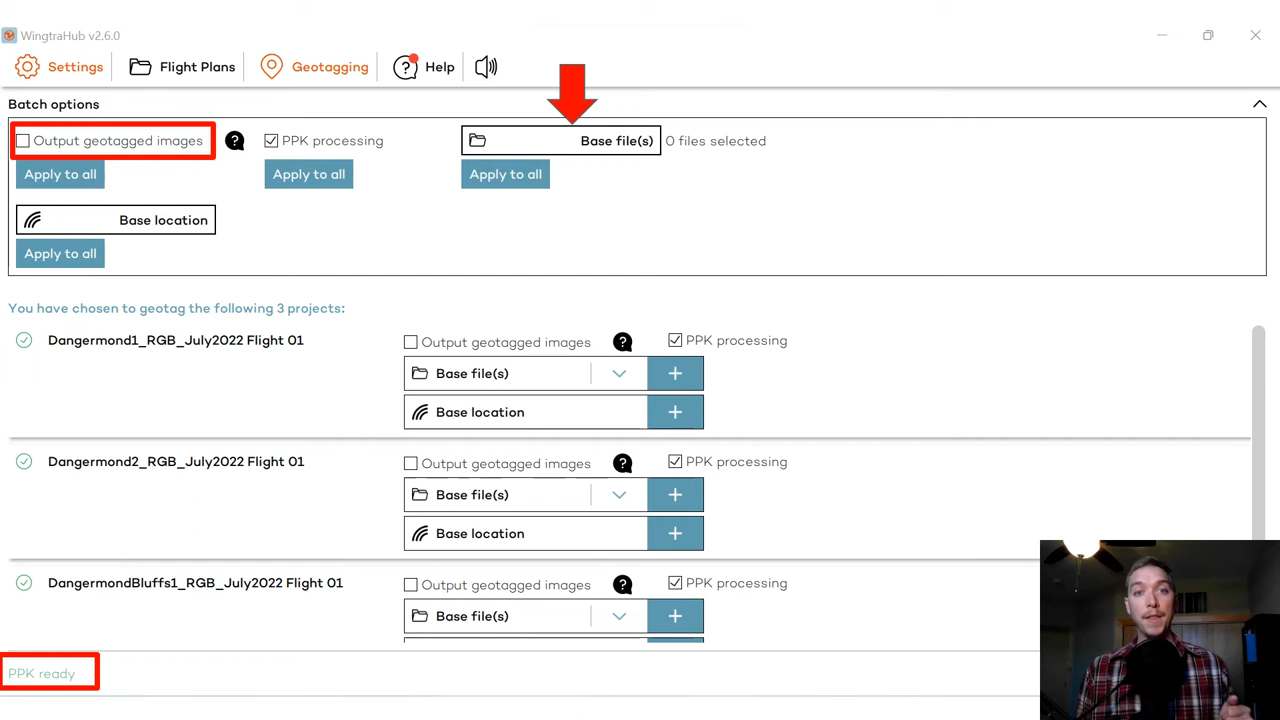 WingtraHub v2.6.0
Settings Flight Plans Geotagging ? Help
Batch options
Output geotagged images ? PPK processing Base file(s) 0 files selected
Apply to all Apply to all Apply to all
Base location
Apply to all
You have chosen to geotag the following 3 projects:
Dangermond1_RGB_July2022 Flight 01 Output geotagged images ? PPK processing
Base file(s) +
Base location +
Dangermond2_RGB_July2022 Flight 01 Output geotagged images ? PPK processing
Base file(s) +
Base location +
DangermondBluffs1_RGB_July2022 Flight 01 Output geotagged images ? PPK processing
Base file(s) +
PPK ready